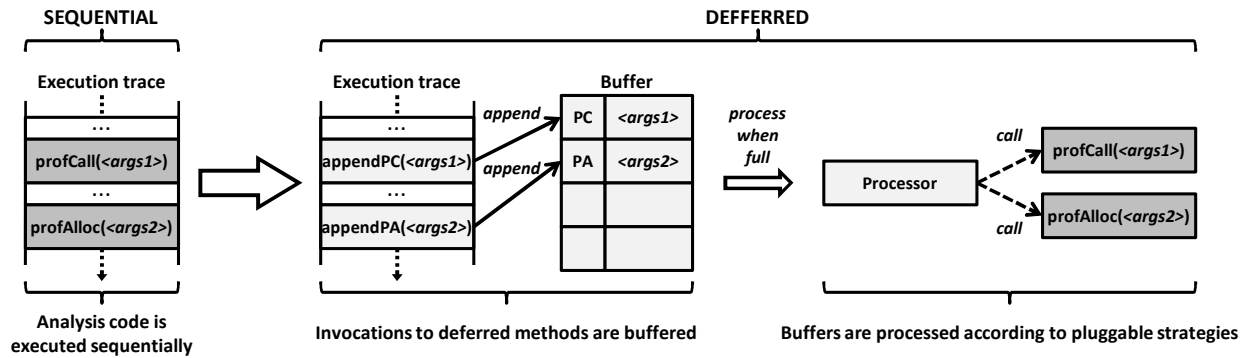 SEQUENTIAL
Execution trace
...
profCall(<args1>)
...
profAlloc(<args2>)
Analysis code is
executed sequentially
DEFFERRED
Execution trace
...
appendPC(<args1>)
...
appendPA(<args2>)
append
append
Buffer
PC <args1>
PA <args2>
Invocations to deferred methods are buffered
process
when
full
Processor
call
call
profCall(<args1>)
profAlloc(<args2>)
Buffers are processed according to pluggable strategies